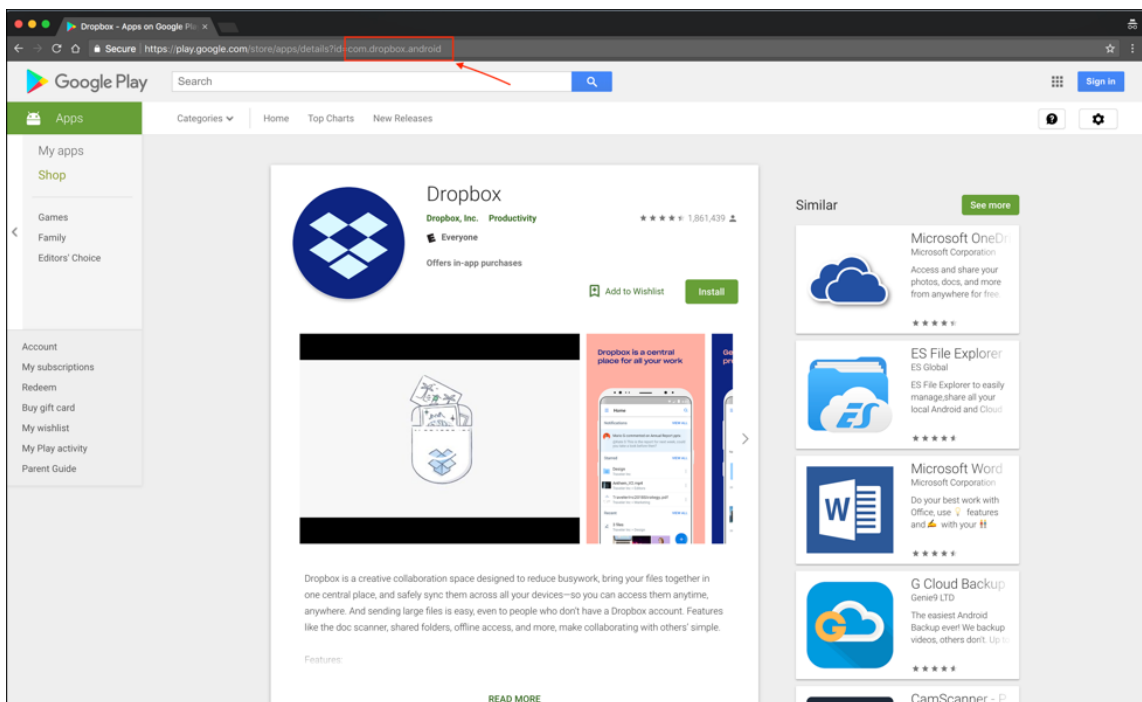 Dropbox - Apps on Google Pla
Secure https://play.google.com/store/apps/details?id=com.dropbox.android
Google Play
Search
Sign in
Apps
Categories
Home
Top Charts
New Releases
My apps
Shop
Games
Family
Editors' Choice
Account
My subscriptions
Redeem
Buy gift card
My wishlist
My Play activity
Parent Guide
Dropbox
Dropbox, Inc. Productivity
1,861,439
Everyone
Offers in-app purchases
Add to Wishlist
Install
Dropbox is a central
place for all your work
Home
Dropbox is a creative collaboration space designed to reduce busywork, bring your files together in
one central place, and safely sync them across all your devices—so you can access them anytime,
anywhere. And sending large files is easy, even to people who don't have a Dropbox account. Features
like the doc scanner, shared folders, offline access, and more, make collaborating with others' simple.
Features:
READ MORE
Similar
See more
Microsoft OneDr
Microsoft Corporation
Access and share your
photos, docs, and more
from anywhere for free.
ES File Explorer
ES Global
ES File Explorer to easily
manage,share all your
local Android and Cloud
Microsoft Word
Microsoft Corporation
Do your best work with
Office, use 💡 features
and ✍ with your 👬
G Cloud Backup
Genie9 LTD
The easiest Android
Backup ever! We backup
videos, others don't. Up to
CamScanner - P